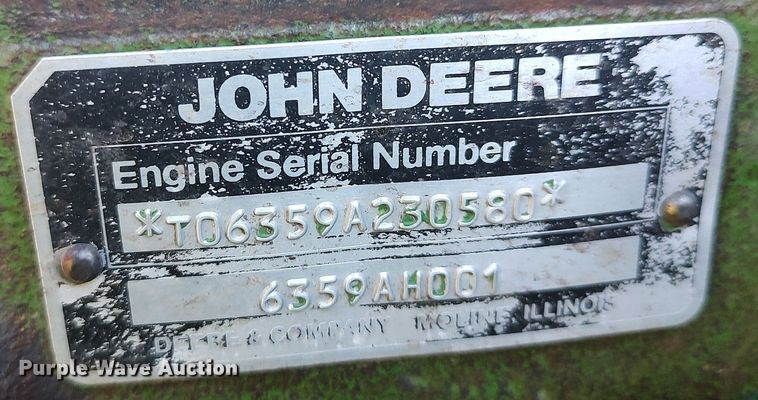 JOHN DEERE
Engine Serial Number
*T06359A230580*
6359AH001
DEERE & COMPANY MOLINE ILLINOIS
Purple Wave Auction